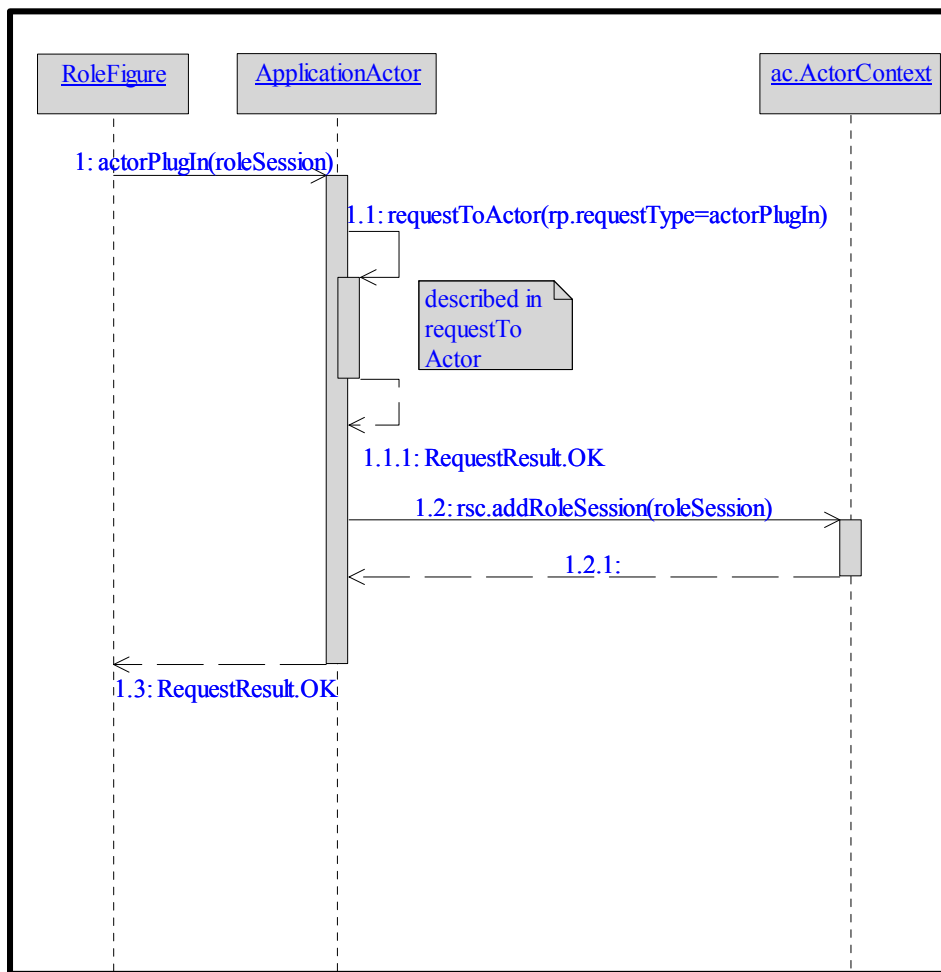 RoleFigure
ApplicationActor
ac.ActorContext
1: actorPlugIn(roleSession)
1.1: requestToActor(rp.requestType=actorPlugIn)
described in
requestTo
Actor
1.1.1: RequestResult.OK
1.2: rsc.addRoleSession(roleSession)
1.2.1:
1.3: RequestResult.OK